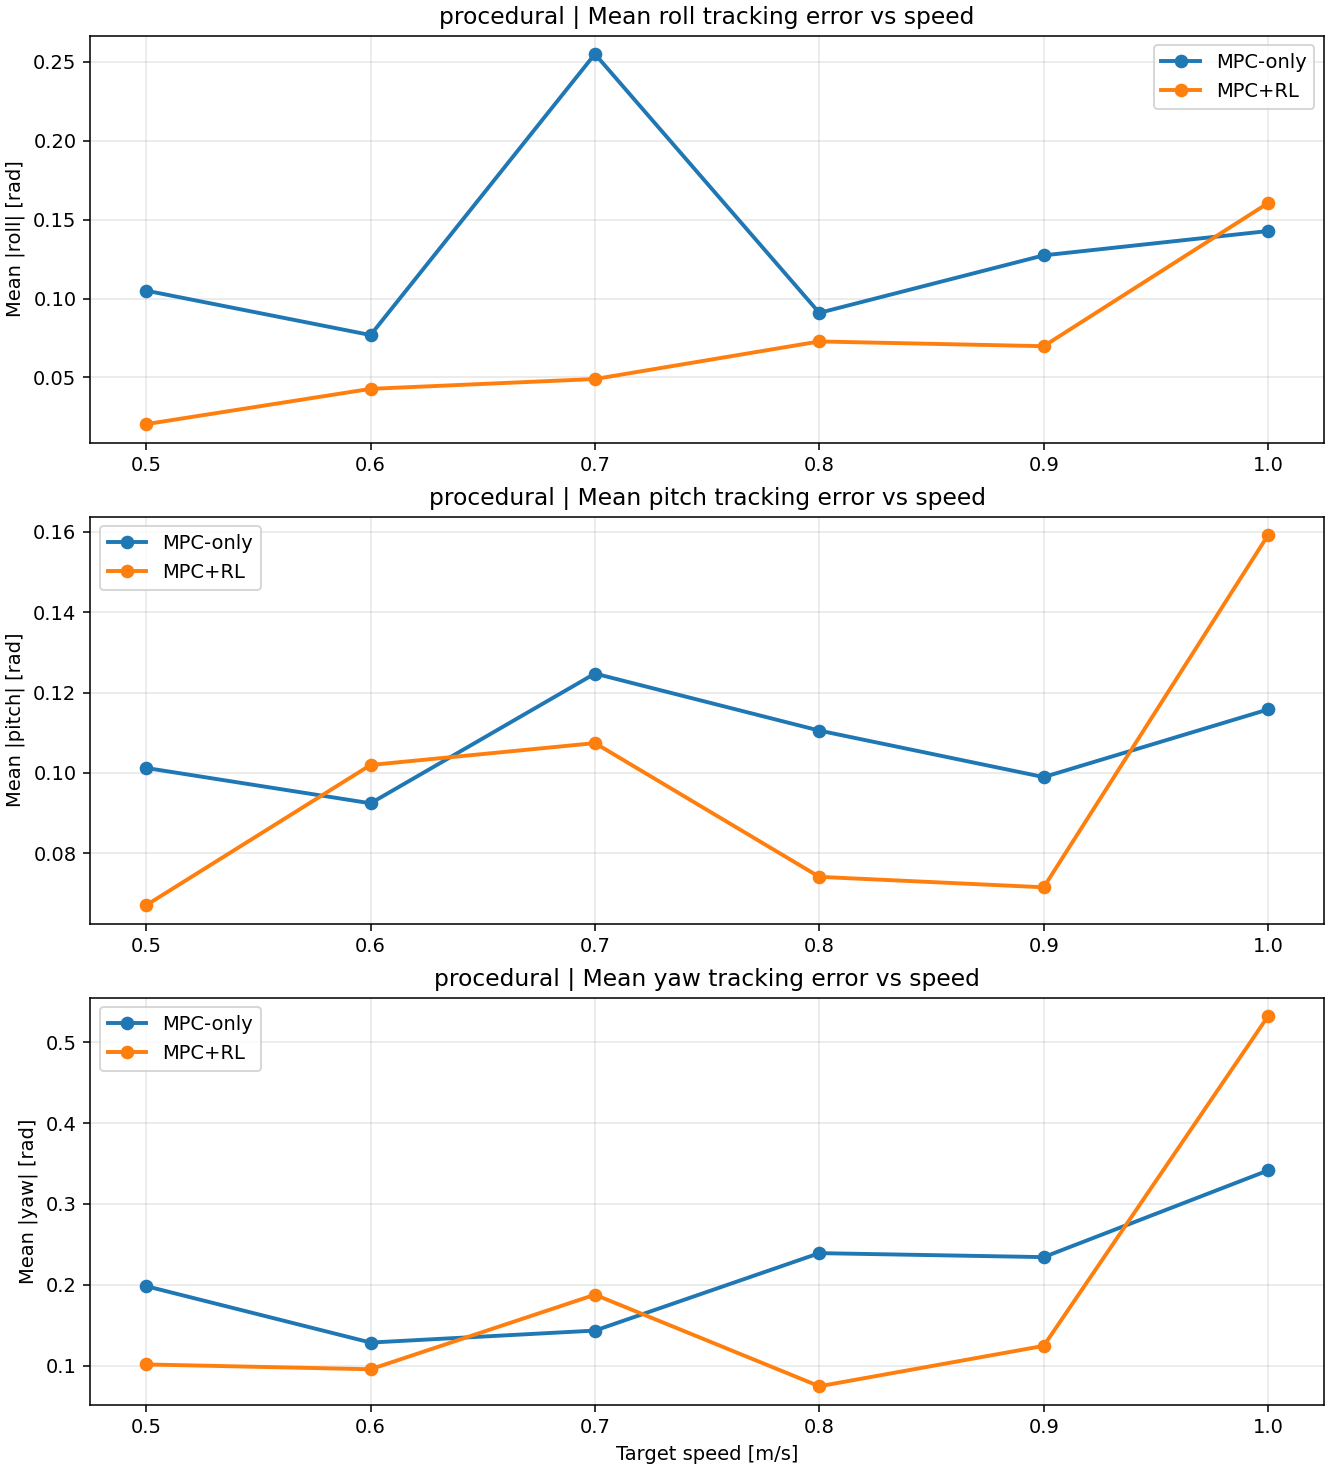 procedural | Mean roll tracking error vs speed
Mean |roll| [rad]
0.25
0.20
0.15
0.10
0.05
MPC-only
MPC+RL
0.5 0.6 0.7 0.8 0.9 1.0
procedural | Mean pitch tracking error vs speed
Mean |pitch| [rad]
0.16
0.14
0.12
0.10
0.08
MPC-only
MPC+RL
0.5 0.6 0.7 0.8 0.9 1.0
procedural | Mean yaw tracking error vs speed
Mean |yaw| [rad]
0.5
0.4
0.3
0.2
0.1
MPC-only
MPC+RL
0.5 0.6 0.7 0.8 0.9 1.0
Target speed [m/s]